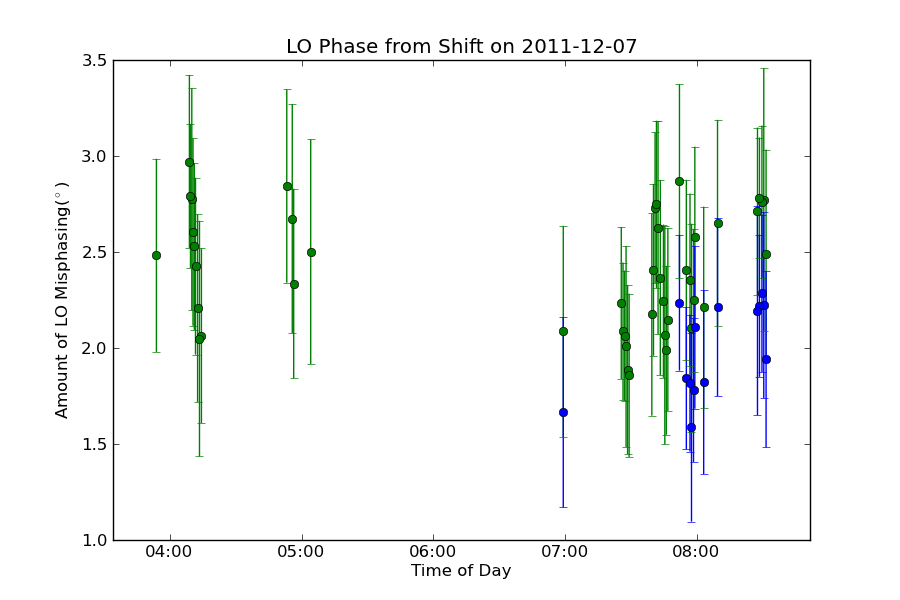 LO Phase from Shift on 2011-12-07
Amount of LO Misphasing(°)
3.5
3.0
2.5
2.0
1.5
1.0
04:00 05:00 06:00 07:00 08:00
Time of Day